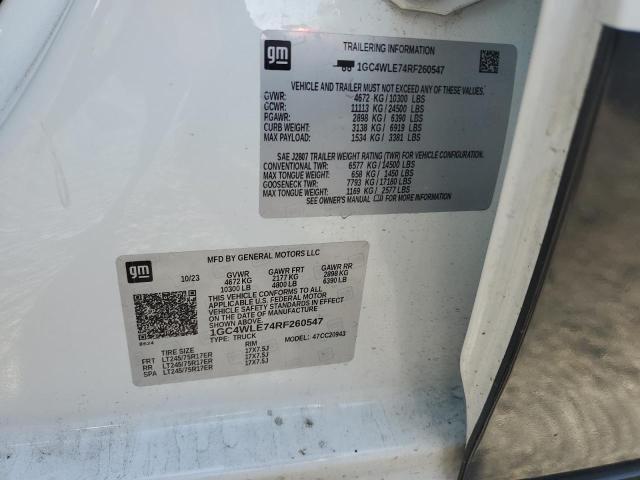 gm
TRAILERING INFORMATION
1GC4WLE74RF260547
VEHICLE AND TRAILER MUST NOT EXCEED ANY OF THESE VALUES.
GVWR: 4672 KG/10300 LBS
GCWR: 11113 KG/24500 LBS
RGAWR: 2898 KG/ 6390 LBS
CURB WEIGHT: 3138 KG/ 6919 LBS
MAX PAYLOAD: 1534 KG/ 3381 LBS
SAE J2807 TRAILER WEIGHT RATING (TWR) FOR VEHICLE CONFIGURATION.
CONVENTIONAL TWR: 6577 KG/14500 LBS
MAX TONGUE WEIGHT: 658 KG/ 1450 LBS
GOOSENECK TWR: 7793 KG/17180 LBS
MAX TONGUE WEIGHT: 1169 KG/ 2577 LBS
SEE OWNER'S MANUAL FOR MORE INFORMATION.
gm
MFD BY GENERAL MOTORS LLC
10/23 GVWR GAWR FRT GAWR RR
4672 KG 2177 KG 2898 KG
10300 LB 4800 LB 6390 LB
THIS VEHICLE CONFORMS TO ALL
APPLICABLE U.S. FEDERAL MOTOR
VEHICLE SAFETY STANDARDS IN EFFECT
ON THE DATE OF MANUFACTURE
SHOWN ABOVE.
1GC4WLE74RF260547
TYPE: TRUCK MODEL: 4TCC20943
TIRE SIZE RIM
FRT LT245/75R17ER 17X7.5J
RR LT245/75R17ER 17X7.5J
SPA LT245/75R17ER 17X7.5J